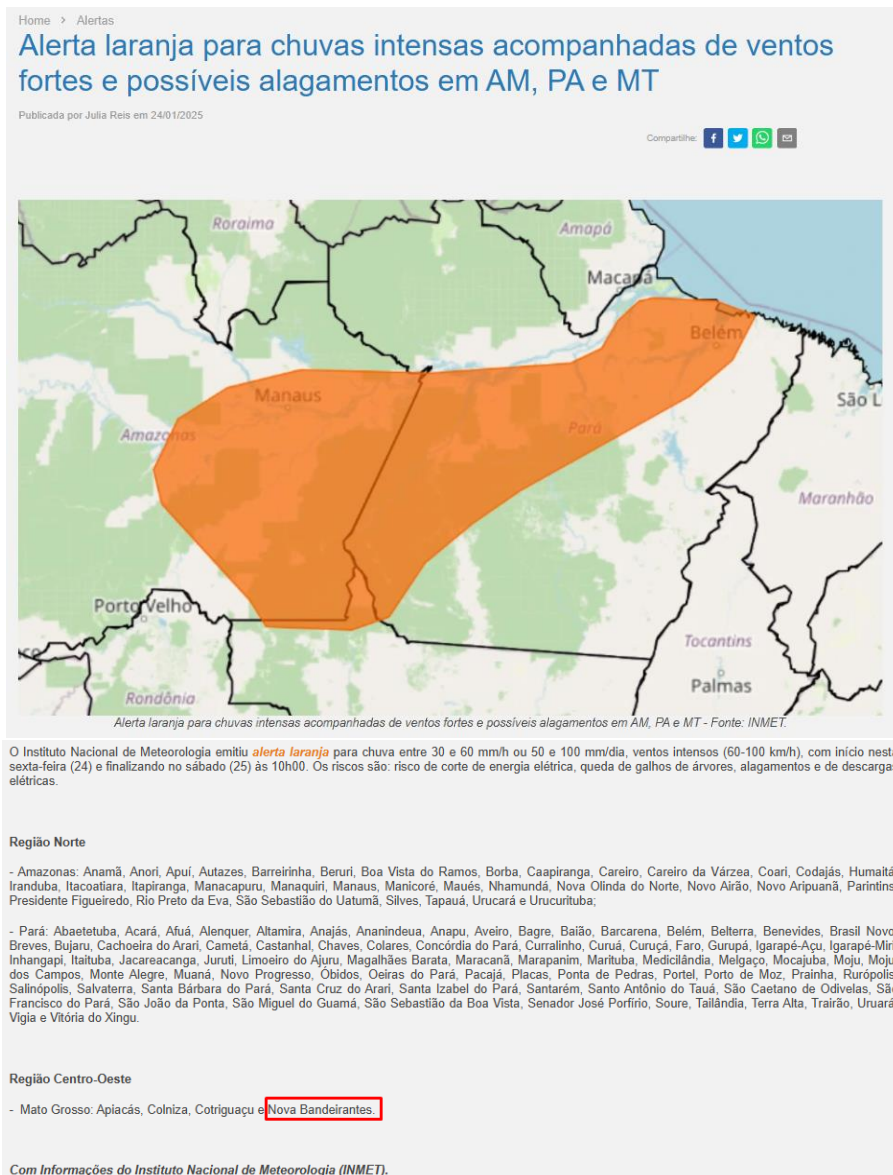 Home > Alertas
Alerta laranja para chuvas intensas acompanhadas de ventos
fortes e possíveis alagamentos em AM, PA e MT
Publicada por Julia Reis em 24/01/2025
Compartilhe:
Roraima
Amapá
Macapá
Belém
Manaus
São L
Amazonas
Pará
Maranhão
Porto Velho
Tocantins
Palmas
Rondônia
Alerta laranja para chuvas intensas acompanhadas de ventos fortes e possíveis alagamentos em AM, PA e MT - Fonte: INMET.
O Instituto Nacional de Meteorologia emitiu alerta laranja para chuva entre 30 e 60 mm/h ou 50 e 100 mm/dia, ventos intensos (60-100 km/h), com início nesta
sexta-feira (24) e finalizando no sábado (25) às 10h00. Os riscos são: risco de corte de energia elétrica, queda de galhos de árvores, alagamentos e de descargas
elétricas.
Região Norte
- Amazonas: Anamã, Anori, Apuí, Autazes, Barreirinha, Beruri, Boa Vista do Ramos, Borba, Caapiranga, Careiro, Careiro da Várzea, Coari, Codajás, Humaitá
Iranduba, Itacoatiara, Itapiranga, Manacapuru, Manaquiri, Manaus, Manicoré, Maués, Nhamundá, Nova Olinda do Norte, Novo Airão, Novo Aripuanã, Parintins
Presidente Figueiredo, Rio Preto da Eva, São Sebastião do Uatumã, Silves, Tapauá, Urucará e Urucurituba;
- Pará: Abaetetuba, Acará, Afuá, Alenquer, Altamira, Anajás, Ananindeua, Anapu, Aveiro, Bagre, Baião, Barcarena, Belém, Belterra, Benevides, Brasil Novo
Breves, Bujaru, Cachoeira do Arari, Cametá, Castanhal, Chaves, Colares, Concórdia do Pará, Curralinho, Curuá, Curuçá, Faro, Gurupá, Igarapé-Açu, Igarapé-Miri
Inhangapi, Itaituba, Jacareacanga, Juruti, Limoeiro do Ajuru, Magalhães Barata, Maracanã, Marapanim, Marituba, Medicilândia, Melgaço, Mocajuba, Moju, Moju
dos Campos, Monte Alegre, Muaná, Novo Progresso, Óbidos, Oeiras do Pará, Pacajá, Placas, Ponta de Pedras, Portel, Porto de Moz, Prainha, Rurópolis
Salinópolis, Salvaterra, Santa Bárbara do Pará, Santa Cruz do Arari, Santa Izabel do Pará, Santarém, Santo Antônio do Tauá, São Caetano de Odivelas, São
Francisco do Pará, São João da Ponta, São Miguel do Guamá, São Sebastião da Boa Vista, Senador José Porfírio, Soure, Tailândia, Terra Alta, Trairão, Uruará
Vigia e Vitória do Xingu.
Região Centro-Oeste
- Mato Grosso: Apiacás, Colniza, Cotriguaçu e Nova Bandeirantes.
Com Informações do Instituto Nacional de Meteorologia (INMET).